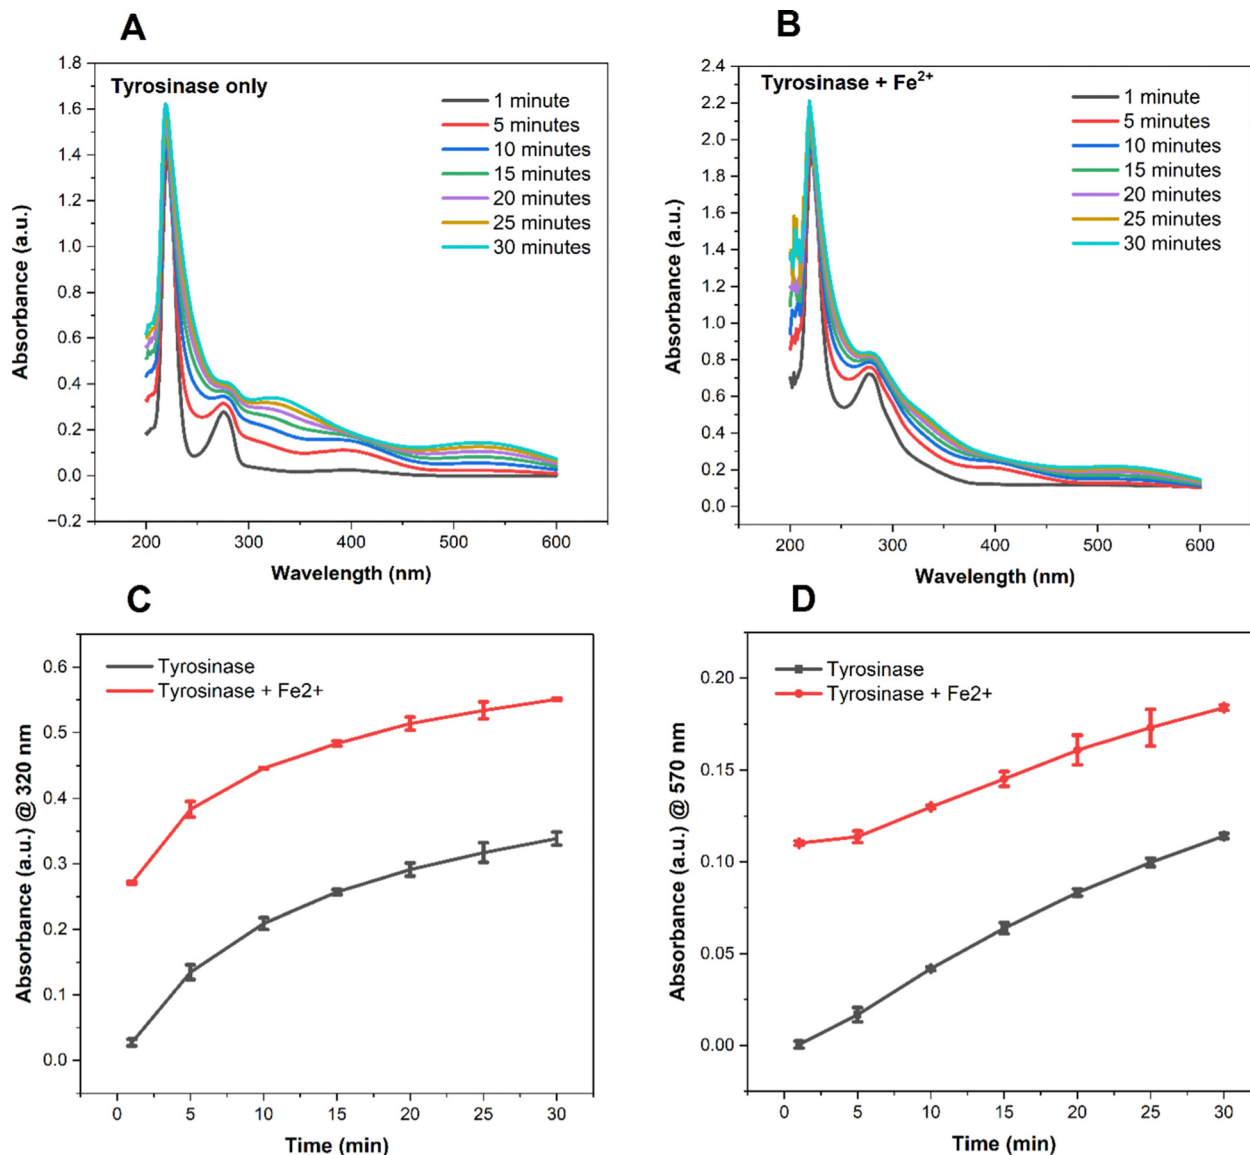 A
Tyrosinase only
1 minute
5 minutes
10 minutes
15 minutes
20 minutes
25 minutes
30 minutes
1.8
1.6
1.4
1.2
1.0
0.8
0.6
0.4
0.2
0.0
−0.2
Absorbance (a.u.)
200
300
400
500
600
Wavelength (nm)
B
Tyrosinase + Fe²⁺
1 minute
5 minutes
10 minutes
15 minutes
20 minutes
25 minutes
30 minutes
2.4
2.2
2.0
1.8
1.6
1.4
1.2
1.0
0.8
0.6
0.4
0.2
0.0
Absorbance (a.u.)
200
300
400
500
600
Wavelength (nm)
C
Tyrosinase
Tyrosinase + Fe2+
0.6
0.5
0.4
0.3
0.2
0.1
0.0
Absorbance (a.u.) @ 320 nm
0
5
10
15
20
25
30
Time (min)
D
Tyrosinase
Tyrosinase + Fe2+
0.20
0.15
0.10
0.05
0.00
Absorbance (a.u.) @ 570 nm
0
5
10
15
20
25
30
Time (min)